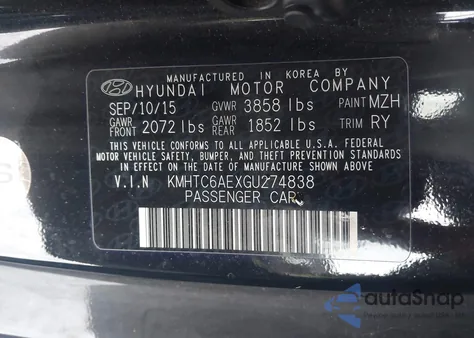 MANUFACTURED IN KOREA BY
HYUNDAI MOTOR COMPANY
SEP/10/15 GVWR 3858 lbs PAINT MZH
GAWR FRONT 2072 lbs GAWR REAR 1852 lbs TRIM RY
THIS VEHICLE CONFORMS TO ALL APPLICABLE U.S.A. FEDERAL
MOTOR VEHICLE SAFETY, BUMPER, AND THEFT PREVENTION
STANDARDS IN EFFECT ON THE DATE OF MANUFACTURE SHOWN ABOVE
V.I.N KMHTC6AEXGU274838
PASSENGER CAR
autoSnap